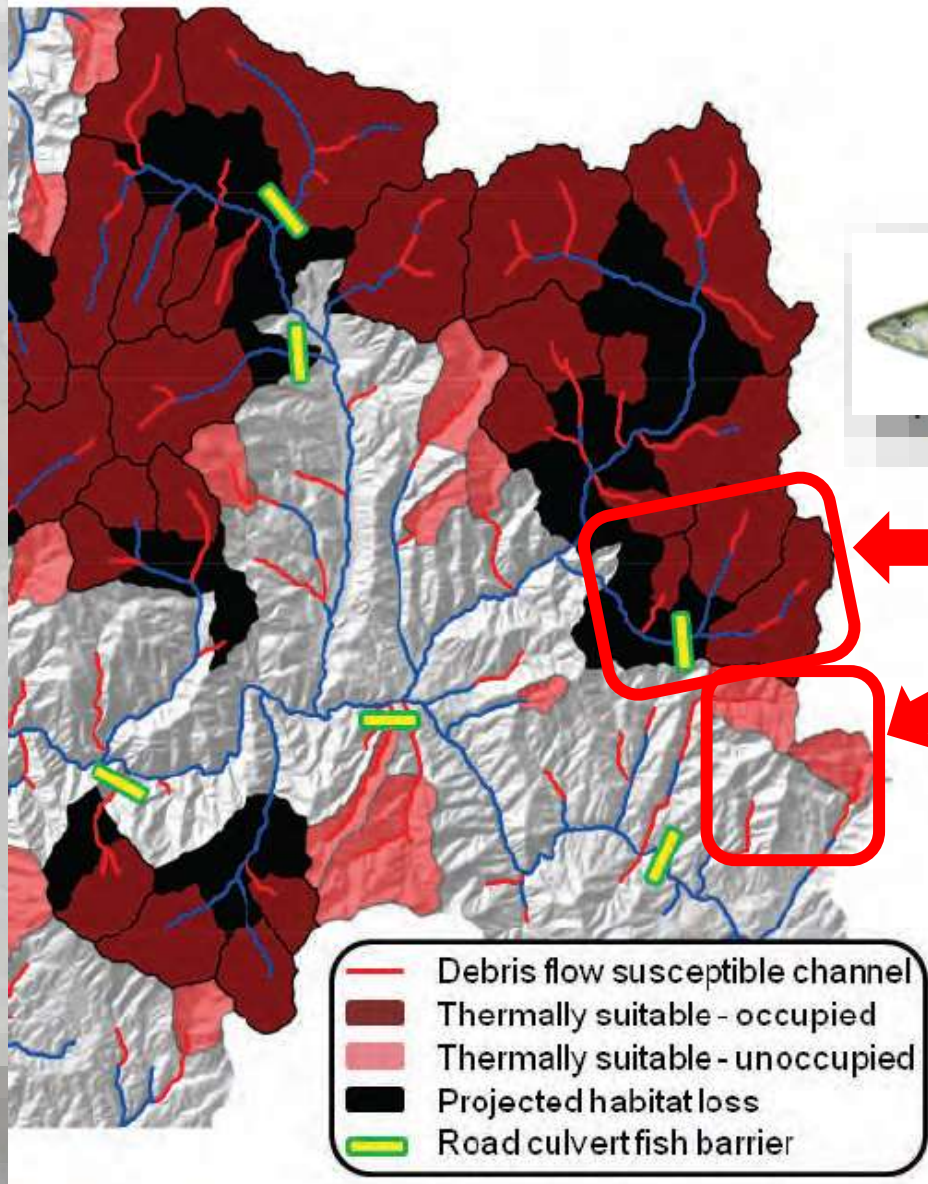 Debris flow susceptible channel
Thermally suitable - occupied
Thermally suitable - unoccupied
Projected habitat loss
Road culvert fish barrier